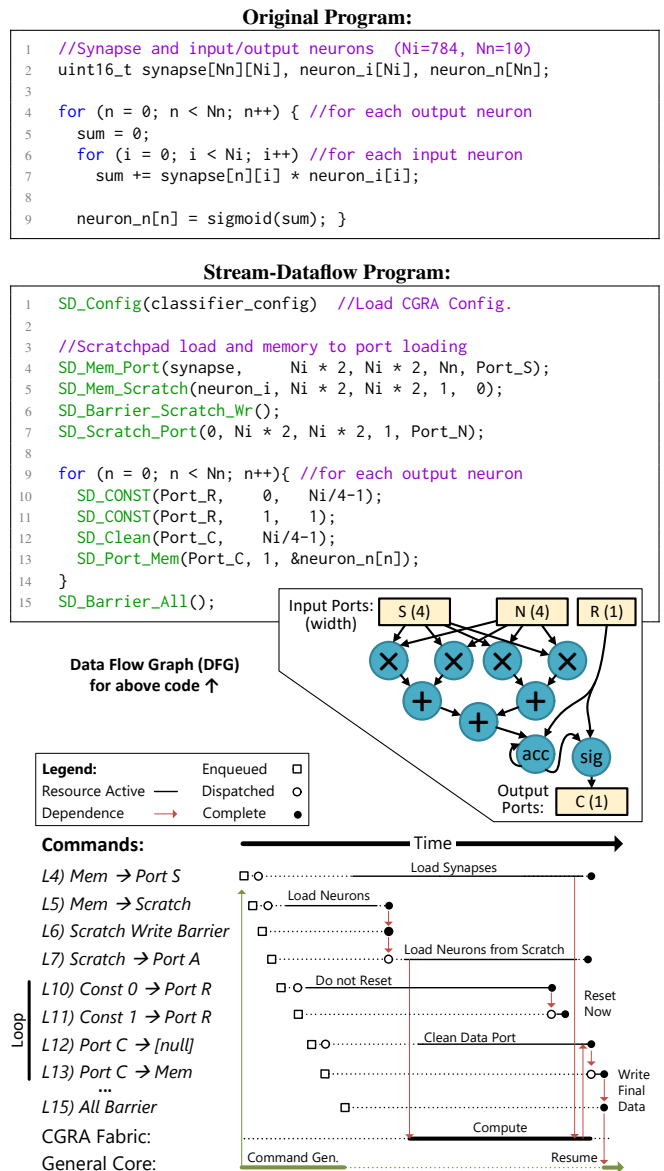 Original Program:
1 //Synapse and input/output neurons (Ni=784, Nn=10)
2 uint16_t synapse[Nn][Ni], neuron_i[Ni], neuron_n[Nn];
3
4 for (n = 0; n < Nn; n++) { //for each output neuron
5 sum = 0;
6 for (i = 0; i < Ni; i++) //for each input neuron
7 sum += synapse[n][i] * neuron_i[i];
8
9 neuron_n[n] = sigmoid(sum); }
Stream-Dataflow Program:
1 SD_Config(classifier_config) //Load CGRA Config.
2
3 //Scratchpad load and memory to port loading
4 SD_Mem_Port(synapse, Ni * 2, Ni * 2, Nn, Port_S);
5 SD_Mem_Scratch(neuron_i, Ni * 2, Ni * 2, 1, 0);
6 SD_Barrier_Scratch_Wr();
7 SD_Scratch_Port(0, Ni * 2, Ni * 2, 1, Port_N);
8
9 for (n = 0; n < Nn; n++){ //for each output neuron
10 SD_CONST(Port_R, 0, Ni/4-1);
11 SD_CONST(Port_R, 1, 1);
12 SD_Clean(Port_C, Ni/4-1);
13 SD_Port_Mem(Port_C, 1, &neuron_n[n]);
14 }
15 SD_Barrier_All();
Input Ports: S (4) N (4) R (1)
(width)
× × × ×
Data Flow Graph (DFG)
for above code ↑
+ +
+
acc sig
Output
Ports: C (1)
Legend: Enqueued
Resource Active Dispatched
Dependence Complete
Commands: Time
L4) Mem → Port S Load Synapses
L5) Mem → Scratch Load Neurons
L6) Scratch Write Barrier
L7) Scratch → Port A Load Neurons from Scratch
Loop
L10) Const 0 → Port R Do not Reset
L11) Const 1 → Port R Reset
Now
L12) Port C → [null] Clean Data Port
L13) Port C → Mem Write
Final
Data
...
L15) All Barrier
CGRA Fabric: Compute
General Core: Command Gen. Resume